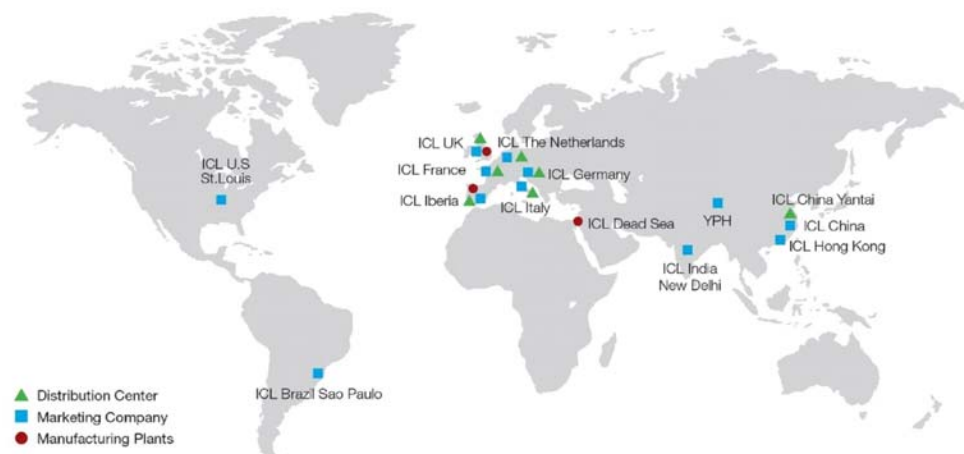 ICL U.S
St.Louis
ICL UK
ICL The Netherlands
ICL France
ICL Germany
ICL Iberia
ICL Italy
ICL Dead Sea
YPH
ICL China Yantai
ICL China
ICL Hong Kong
ICL India
New Delhi
ICL Brazil Sao Paulo
Distribution Center
Marketing Company
Manufacturing Plants